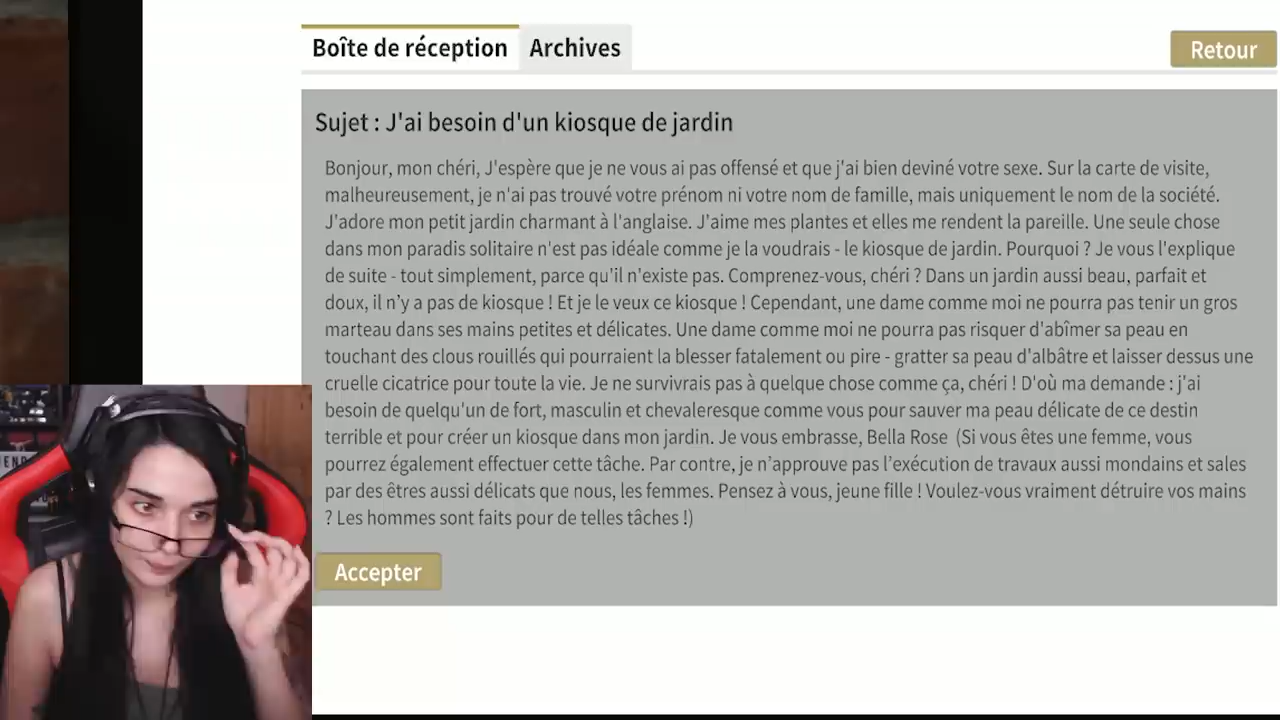 Boîte de réception Archives Retour
Sujet : J'ai besoin d'un kiosque de jardin
Bonjour, mon chéri, J'espère que je ne vous ai pas offensé et que j'ai bien deviné votre sexe. Sur la carte de visite,
malheureusement, je n'ai pas trouvé votre prénom ni votre nom de famille, mais uniquement le nom de la société.
J'adore mon petit jardin charmant à l'anglaise. J'aime mes plantes et elles me rendent la pareille. Une seule chose
dans mon paradis solitaire n'est pas idéale comme je la voudrais - le kiosque de jardin. Pourquoi ? Je vous l'explique
de suite - tout simplement, parce qu'il n'existe pas. Comprenez-vous, chéri ? Dans un jardin aussi beau, parfait et
doux, il n’y a pas de kiosque ! Et je le veux ce kiosque ! Cependant, une dame comme moi ne pourra pas tenir un gros
marteau dans ses mains petites et délicates. Une dame comme moi ne pourra pas risquer d'abîmer sa peau en
touchant des clous rouillés qui pourraient la blesser fatalement ou pire - gratter sa peau d'albâtre et laisser dessus une
cruelle cicatrice pour toute la vie. Je ne survivrais pas à quelque chose comme ça, chéri ! D'où ma demande : j'ai
besoin de quelqu'un de fort, masculin et chevaleresque comme vous pour sauver ma peau délicate de ce destin
terrible et pour créer un kiosque dans mon jardin. Je vous embrasse, Bella Rose (Si vous êtes une femme, vous
pourrez également effectuer cette tâche. Par contre, je n’approuve pas l’exécution de travaux aussi mondains et sales
par des êtres aussi délicats que nous, les femmes. Pensez à vous, jeune fille ! Voulez-vous vraiment détruire vos mains
? Les hommes sont faits pour de telles tâches !)
Accepter